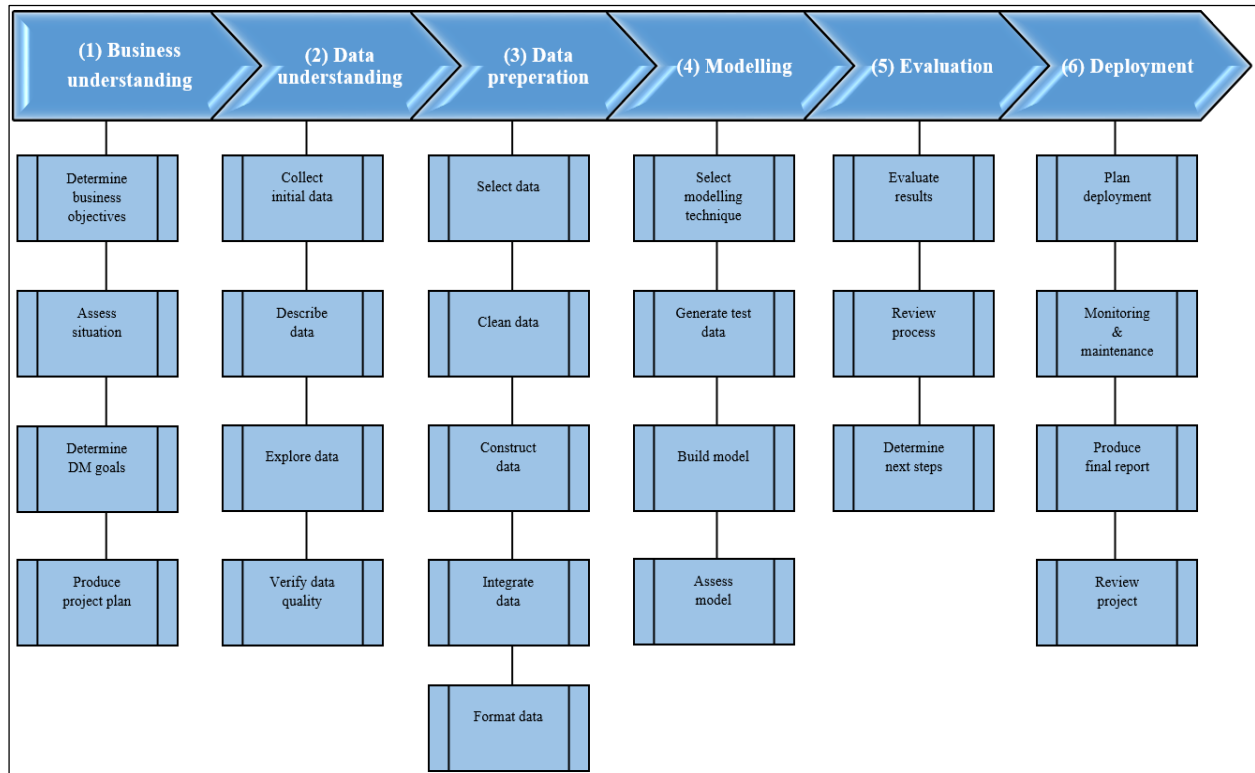 (1) Business
understanding
(2) Data
understanding
(3) Data
preperation
(4) Modelling
(5) Evaluation
(6) Deployment
Determine
business
objectives
Assess
situation
Determine
DM goals
Produce
project plan
Collect
initial data
Describe
data
Explore data
Verify data
quality
Select data
Clean data
Construct
data
Integrate
data
Format data
Select
modelling
technique
Generate test
data
Build model
Assess
model
Evaluate
results
Review
process
Determine
next steps
Plan
deployment
Monitoring
&
maintenance
Produce
final report
Review
project